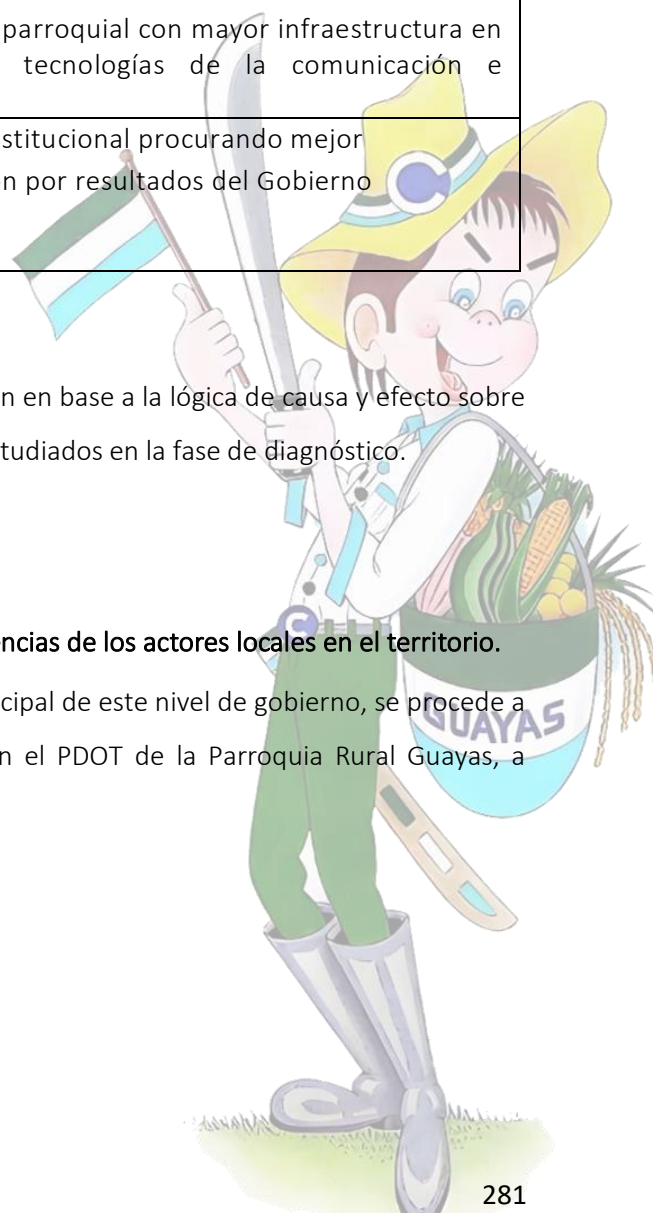 parroquial con mayor infraestructura en
tecnologías de la comunicación e
stitucional procurando mejor
n por resultados del Gobierno
n en base a la lógica de causa y efecto sobre
tudiados en la fase de diagnóstico.
ncias de los actores locales en el territorio.
cipal de este nivel de gobierno, se procede a
n el PDOT de la Parroquia Rural Guayas, a
C
C
GUAYAS
281